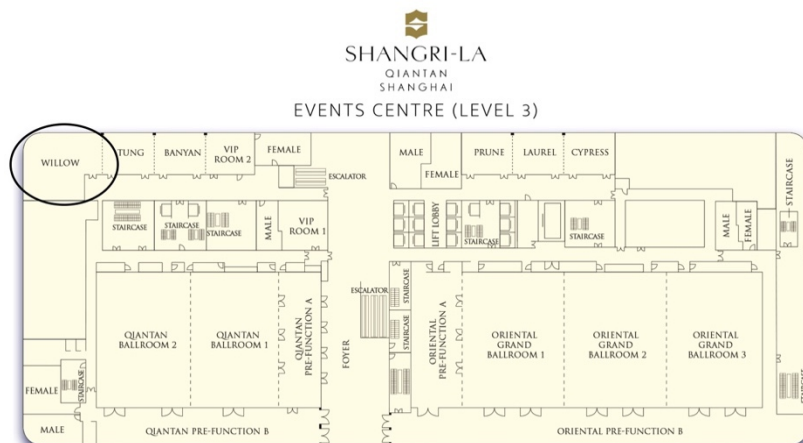 SHANGRI-LA
QIANTAN
SHANGHAI
EVENTS CENTRE (LEVEL 3)
WILLOW
TUNG
BANYAN
VIP
ROOM 2
FEMALE
ESCALATOR
MALE
FEMALE
PRUNE
LAUREL
CYPRESS
STAIRCASE
STAIRCASE
STAIRCASE
STAIRCASE
MALE
VIP
ROOM 1
LIFT LOBBY
STAIRCASE
STAIRCASE
MALE
FEMALE
QIANTAN
BALLROOM 2
QIANTAN
BALLROOM 1
QIANTAN
PRE-FUNCTION A
FOYER
ESCALATOR
STAIRCASE
STAIRCASE
ORIENTAL
PRE-FUNCTION A
ORIENTAL
GRAND
BALLROOM 1
ORIENTAL
GRAND
BALLROOM 2
ORIENTAL
GRAND
BALLROOM 3
FEMALE
STAIRCASE
STAIRCASE
MALE
QIANTAN PRE-FUNCTION B
ORIENTAL PRE-FUNCTION B